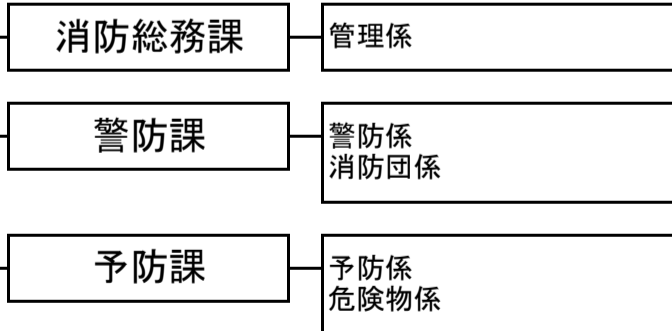 消防総務課
管理係
警防課
警防係
消防団係
予防課
予防係
危険物係